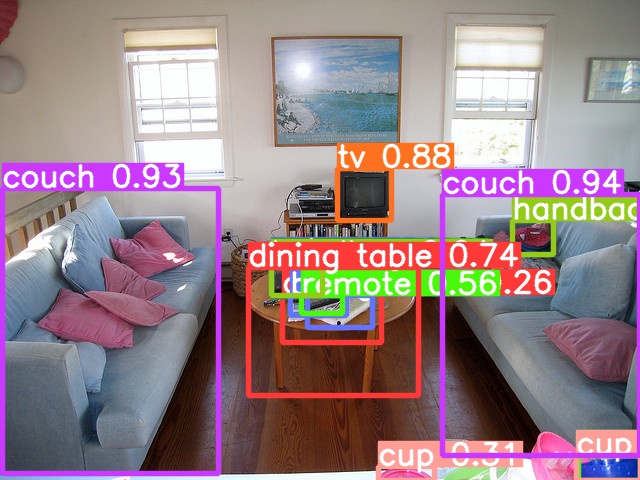 tv 0.88
couch 0.93
couch 0.94
handbag
dining table 0.74
remote 0.56
.26
cup 0.31
cup